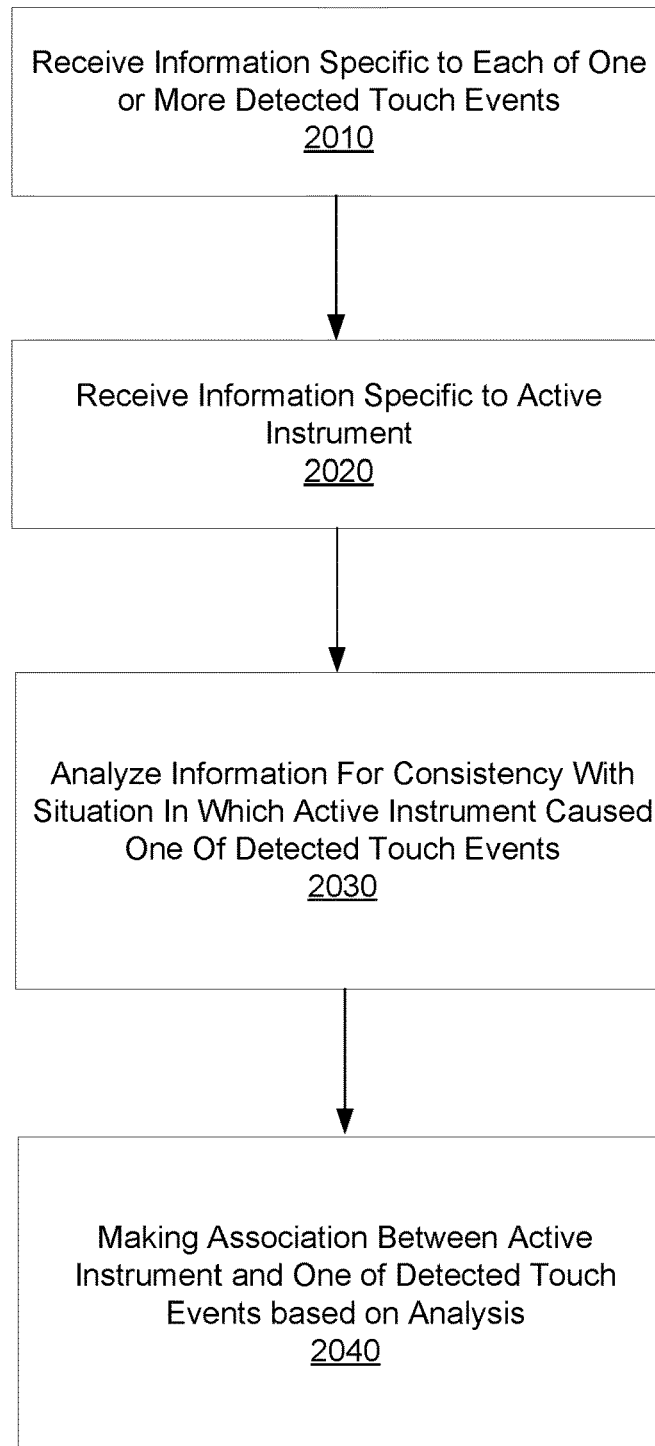 Receive Information Specific to Each of One
or More Detected Touch Events
2010
Receive Information Specific to Active
Instrument
2020
Analyze Information For Consistency With
Situation In Which Active Instrument Caused
One Of Detected Touch Events
2030
Making Association Between Active
Instrument and One of Detected Touch
Events based on Analysis
2040